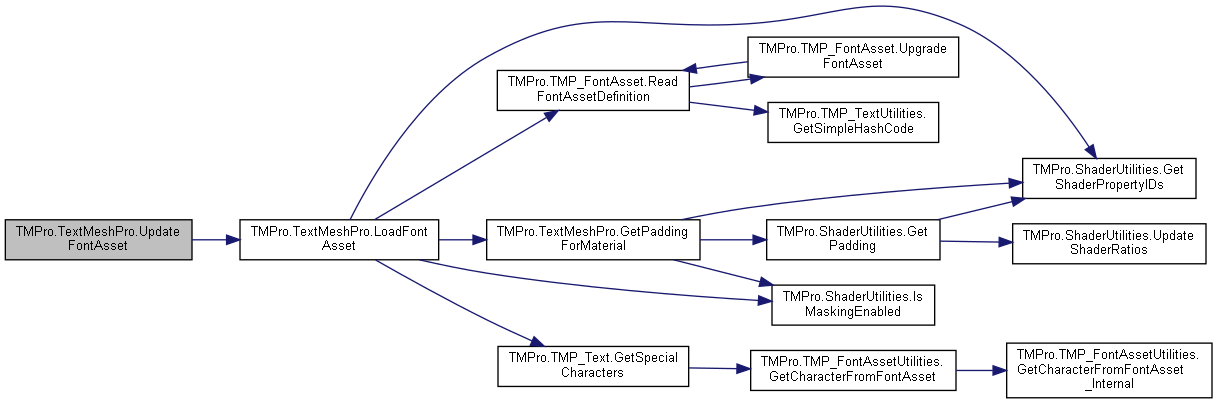 TMPro.TextMeshPro.Update
FontAsset
TMPro.TextMeshPro.LoadFont
Asset
TMPro.TMP_FontAsset.Read
FontAssetDefinition
TMPro.TMP_FontAsset.Upgrade
FontAsset
TMPro.TMP_TextUtilities.
GetSimpleHashCode
TMPro.ShaderUtilities.Get
ShaderPropertyIDs
TMPro.TextMeshPro.GetPadding
ForMaterial
TMPro.ShaderUtilities.Get
Padding
TMPro.ShaderUtilities.Update
ShaderRatios
TMPro.ShaderUtilities.Is
MaskingEnabled
TMPro.TMP_Text.GetSpecial
Characters
TMPro.TMP_FontAssetUtilities.
GetCharacterFromFontAsset
TMPro.TMP_FontAssetUtilities.
GetCharacterFromFontAsset
_Internal